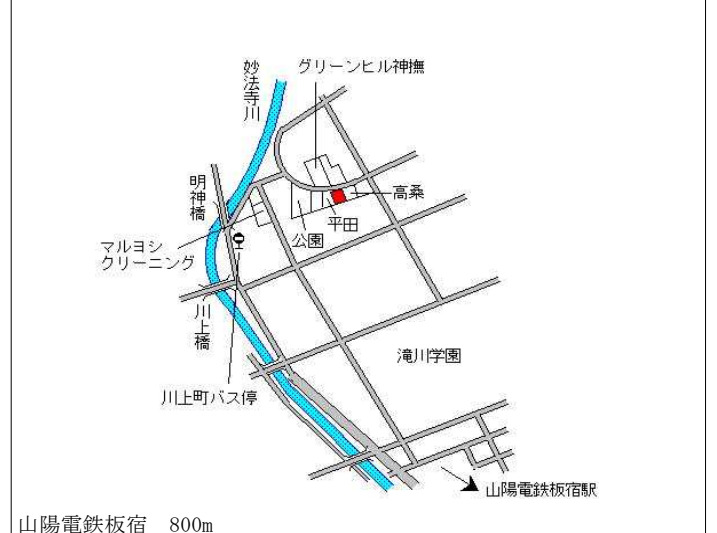 グリーンヒル神撫
妙法寺川
明神橋
高桑
平田
公園
マルヨシ
クリーニング
川上橋
滝川学園
川上町バス停
山陽電鉄板宿駅
山陽電鉄板宿　800m